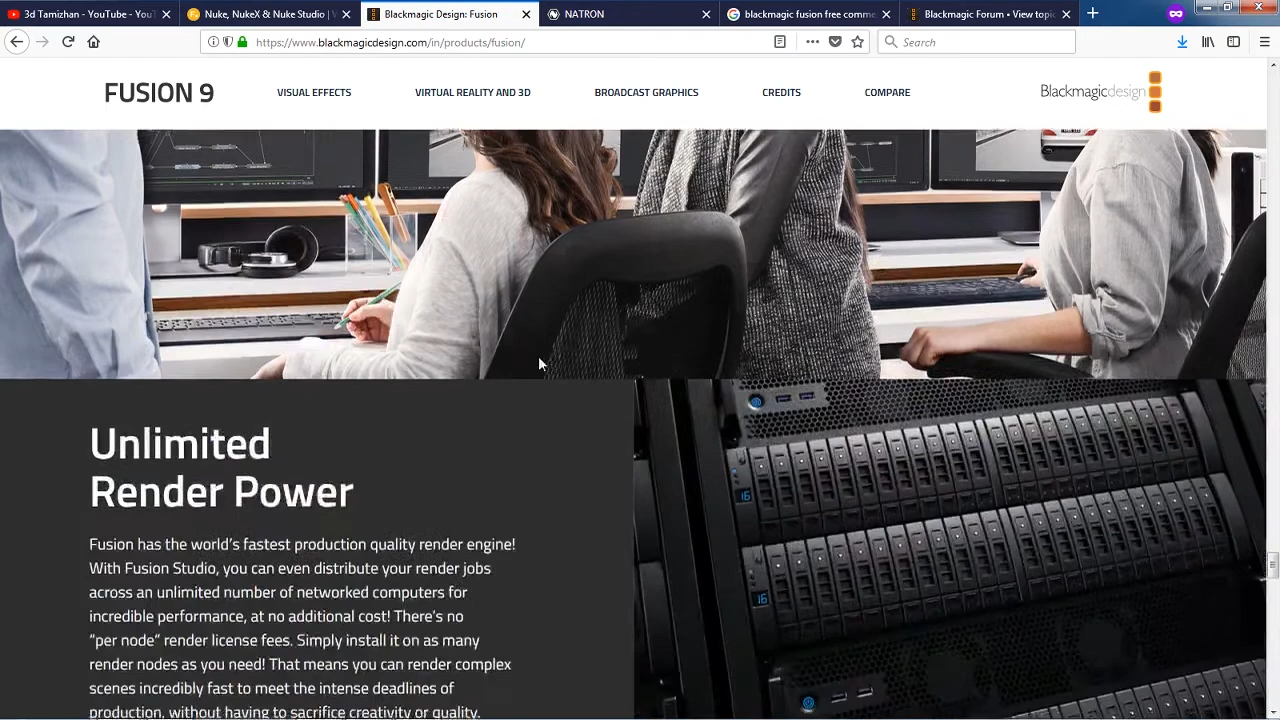 3d Tamizhan - YouTube - YouT
Nuke, NukeX & Nuke Studio |
Blackmagic Design: Fusion
NATRON
blackmagic fusion free comme
Blackmagic Forum • View topic
https://www.blackmagicdesign.com/in/products/fusion/
Search
FUSION 9
VISUAL EFFECTS
VIRTUAL REALITY AND 3D
BROADCAST GRAPHICS
CREDITS
COMPARE
Blackmagicdesign
Unlimited
Render Power
Fusion has the world's fastest production quality render engine!
With Fusion Studio, you can even distribute your render jobs
across an unlimited number of networked computers for
incredible performance, at no additional cost! There's no
“per node” render license fees. Simply install it on as many
render nodes as you need! That means you can render complex
scenes incredibly fast to meet the intense deadlines of
production, without having to sacrifice creativity or quality.
16
16